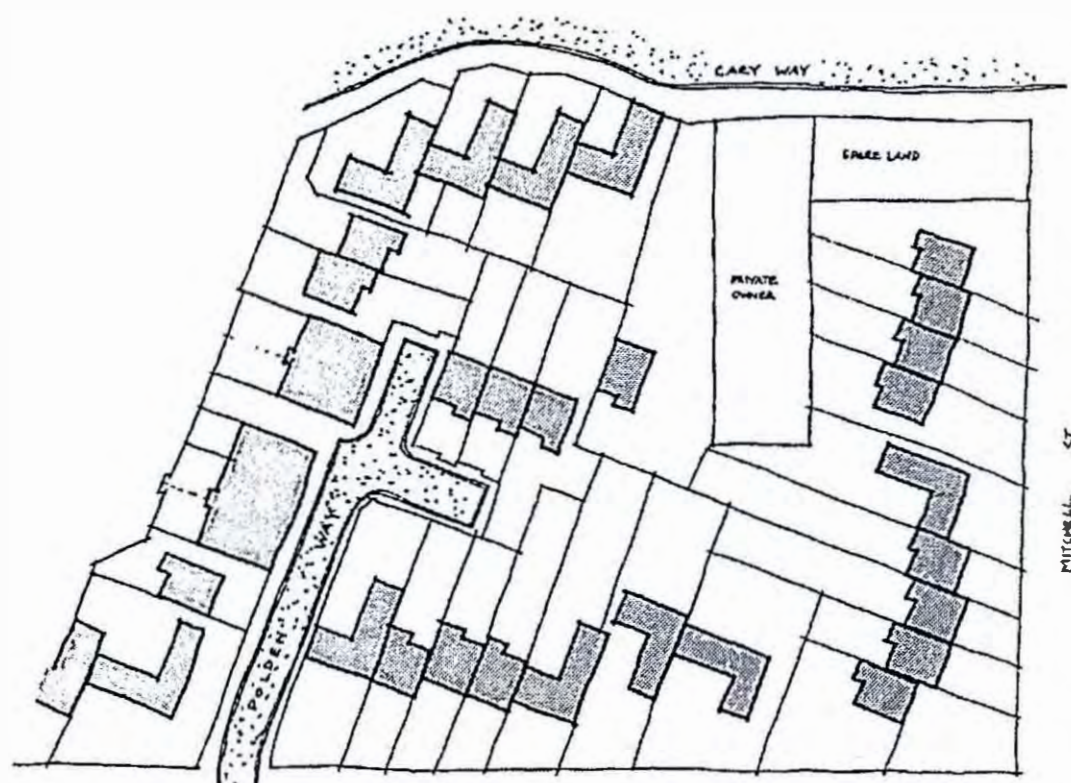 CARY WAY
SPARE LAND
PRIVATE
OWNER
MITCHELL ST
POLDEN WAY